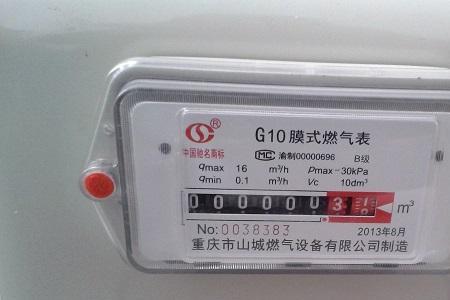 G10膜式燃气表
®
中国驰名商标
MC 渝制00000696 B级
qmax 16 m³/h pmax 30kPa
qmin 0.1 m³/h Vc 10dm³
000000 3 m³
No: 0038383 2013年8月
重庆市山城燃气设备有限公司制造